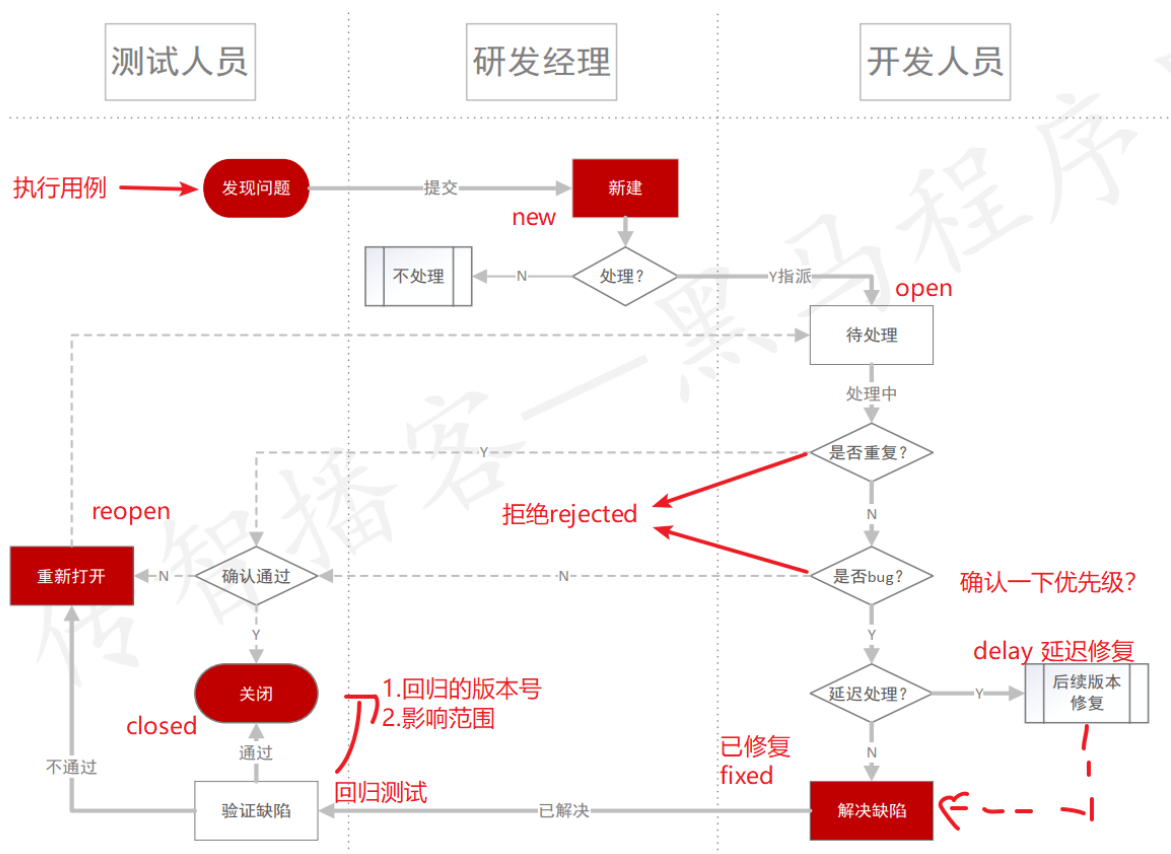 测试人员
研发经理
开发人员
执行用例
发现问题
提交
新建
new
不处理
N
处理?
Y指派
open
待处理
处理中
是否重复?
Y
拒绝rejected
N
reopen
重新打开
N
确认通过
N
是否bug?
确认一下优先级?
Y
Y
delay 延迟修复
关闭
closed
1.回归的版本号
2.影响范围
延迟处理?
Y
后续版本
修复
通过
不通过
N
已修复
fixed
回归测试
验证缺陷
已解决
解决缺陷
传智播客—黑马程序